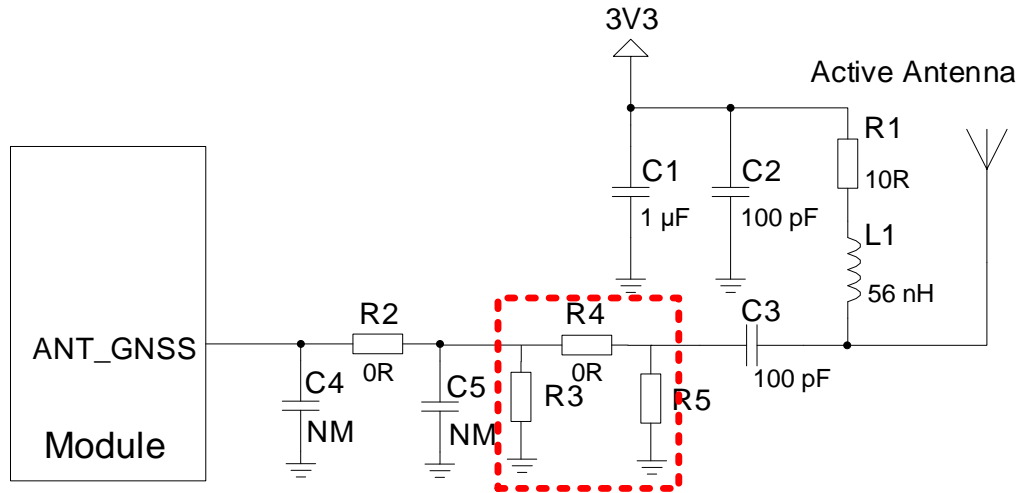 3V3
Active Antenna
R1
10R
C1
1 µF
C2
100 pF
L1
56 nH
C3
100 pF
R4
0R
R2
0R
ANT_GNSS
C4
NM
C5
NM
R3
R5
Module